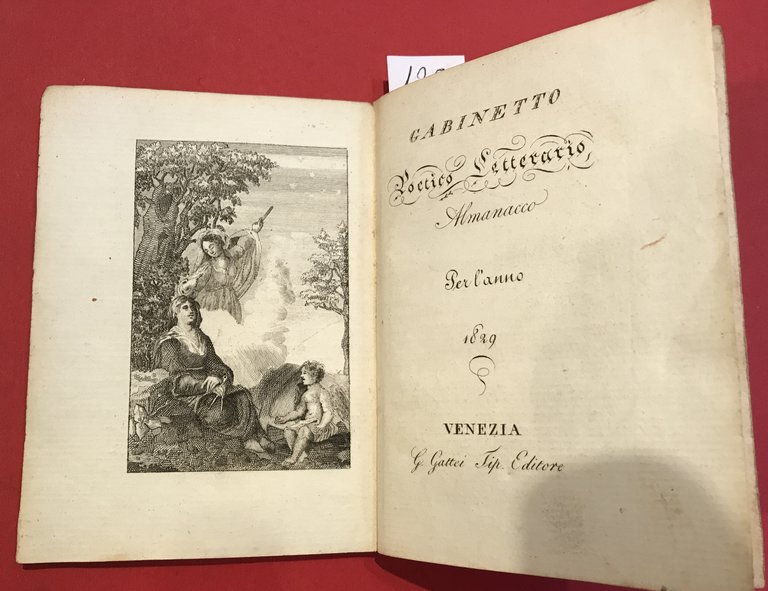 GABINETTO
Poetico Letterario,
Almanacco
Per l'anno
1829
VENEZIA
G. Gattei Tip. Editore